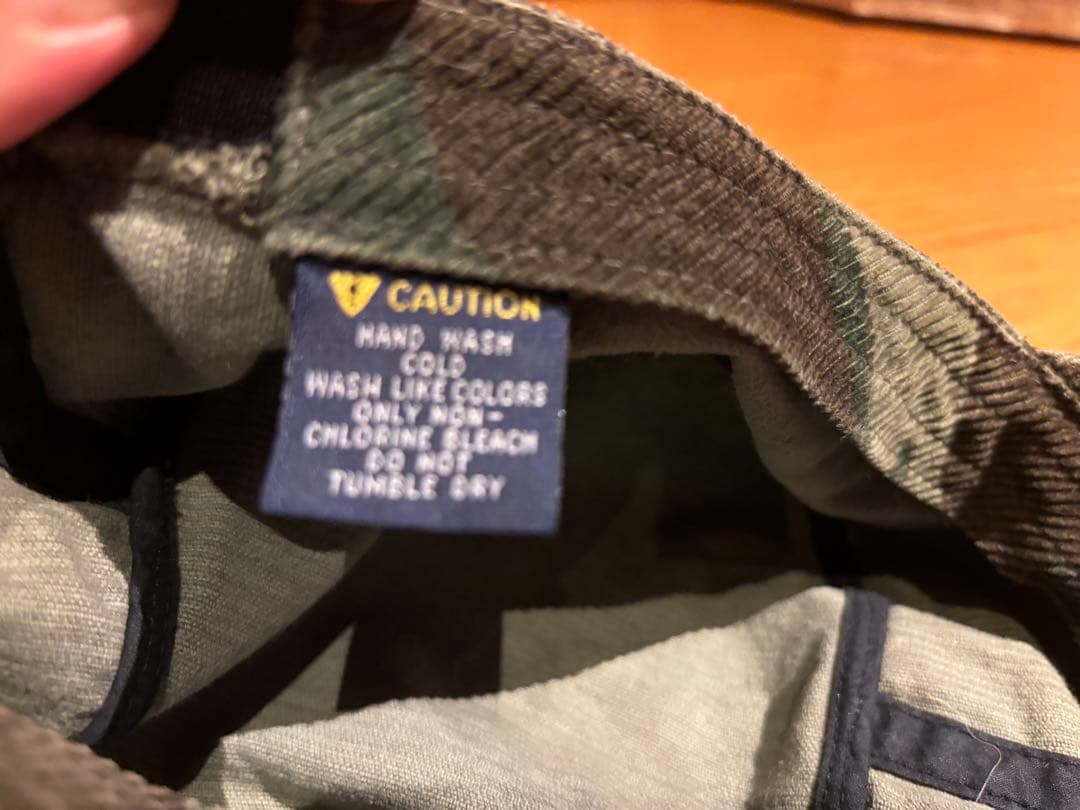 ! CAUTION
HAND WASH
COLD
WASH LIKE COLORS
ONLY NON-
CHLORINE BLEACH
DO NOT
TUMBLE DRY